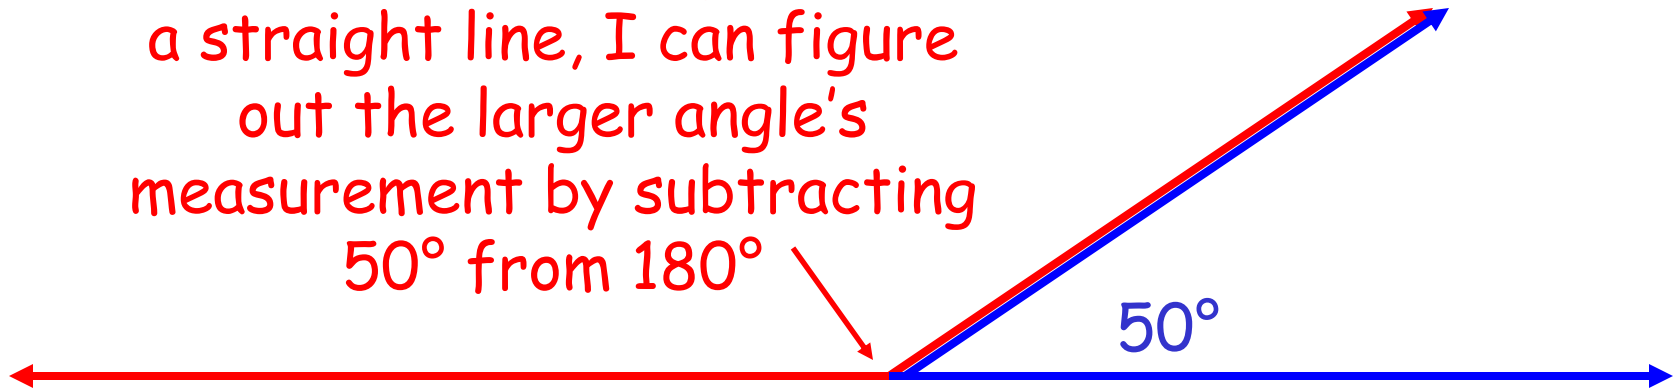 a straight line, I can figure
out the larger angle’s
measurement by subtracting
50° from 180°
50°